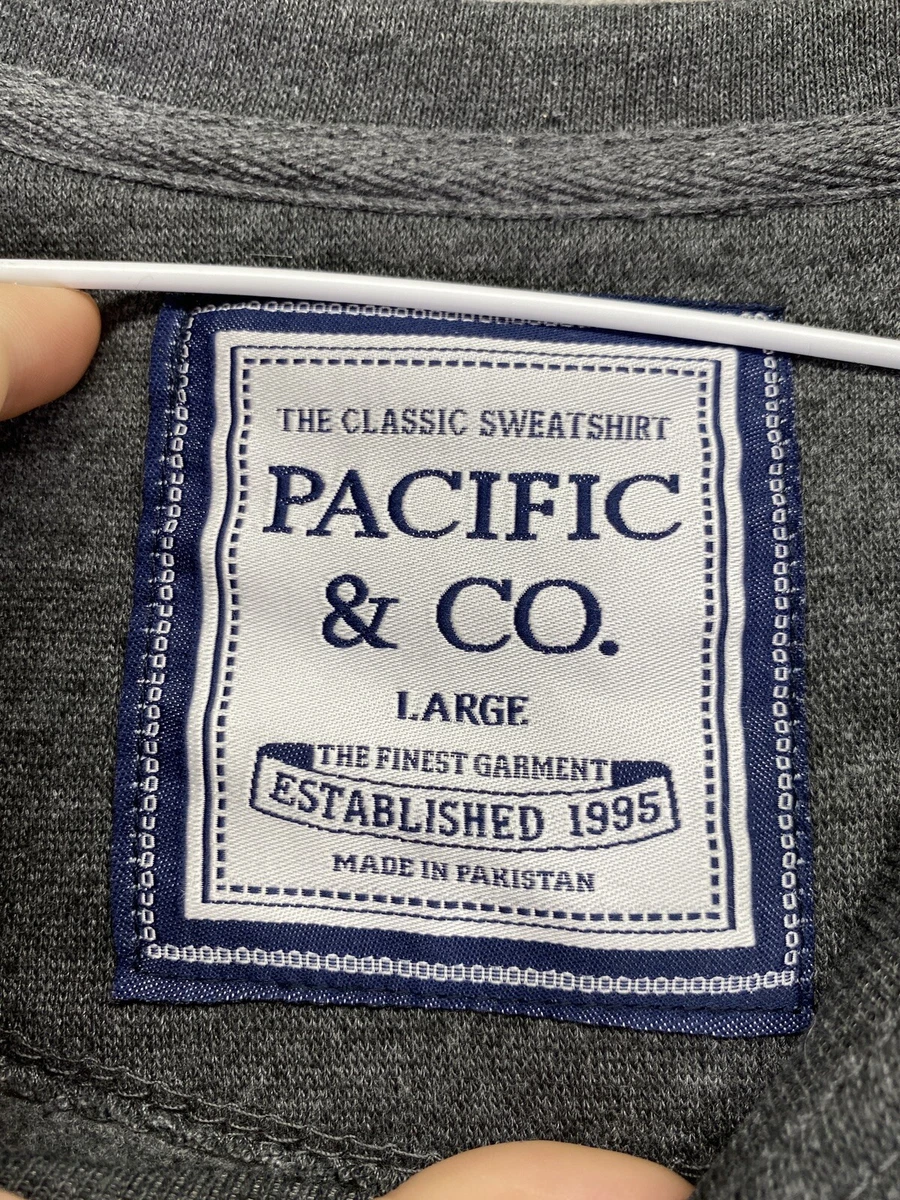 THE CLASSIC SWEATSHIRT
PACIFIC
& CO.
LARGE
THE FINEST GARMENT
ESTABLISHED 1995
MADE IN PAKISTAN